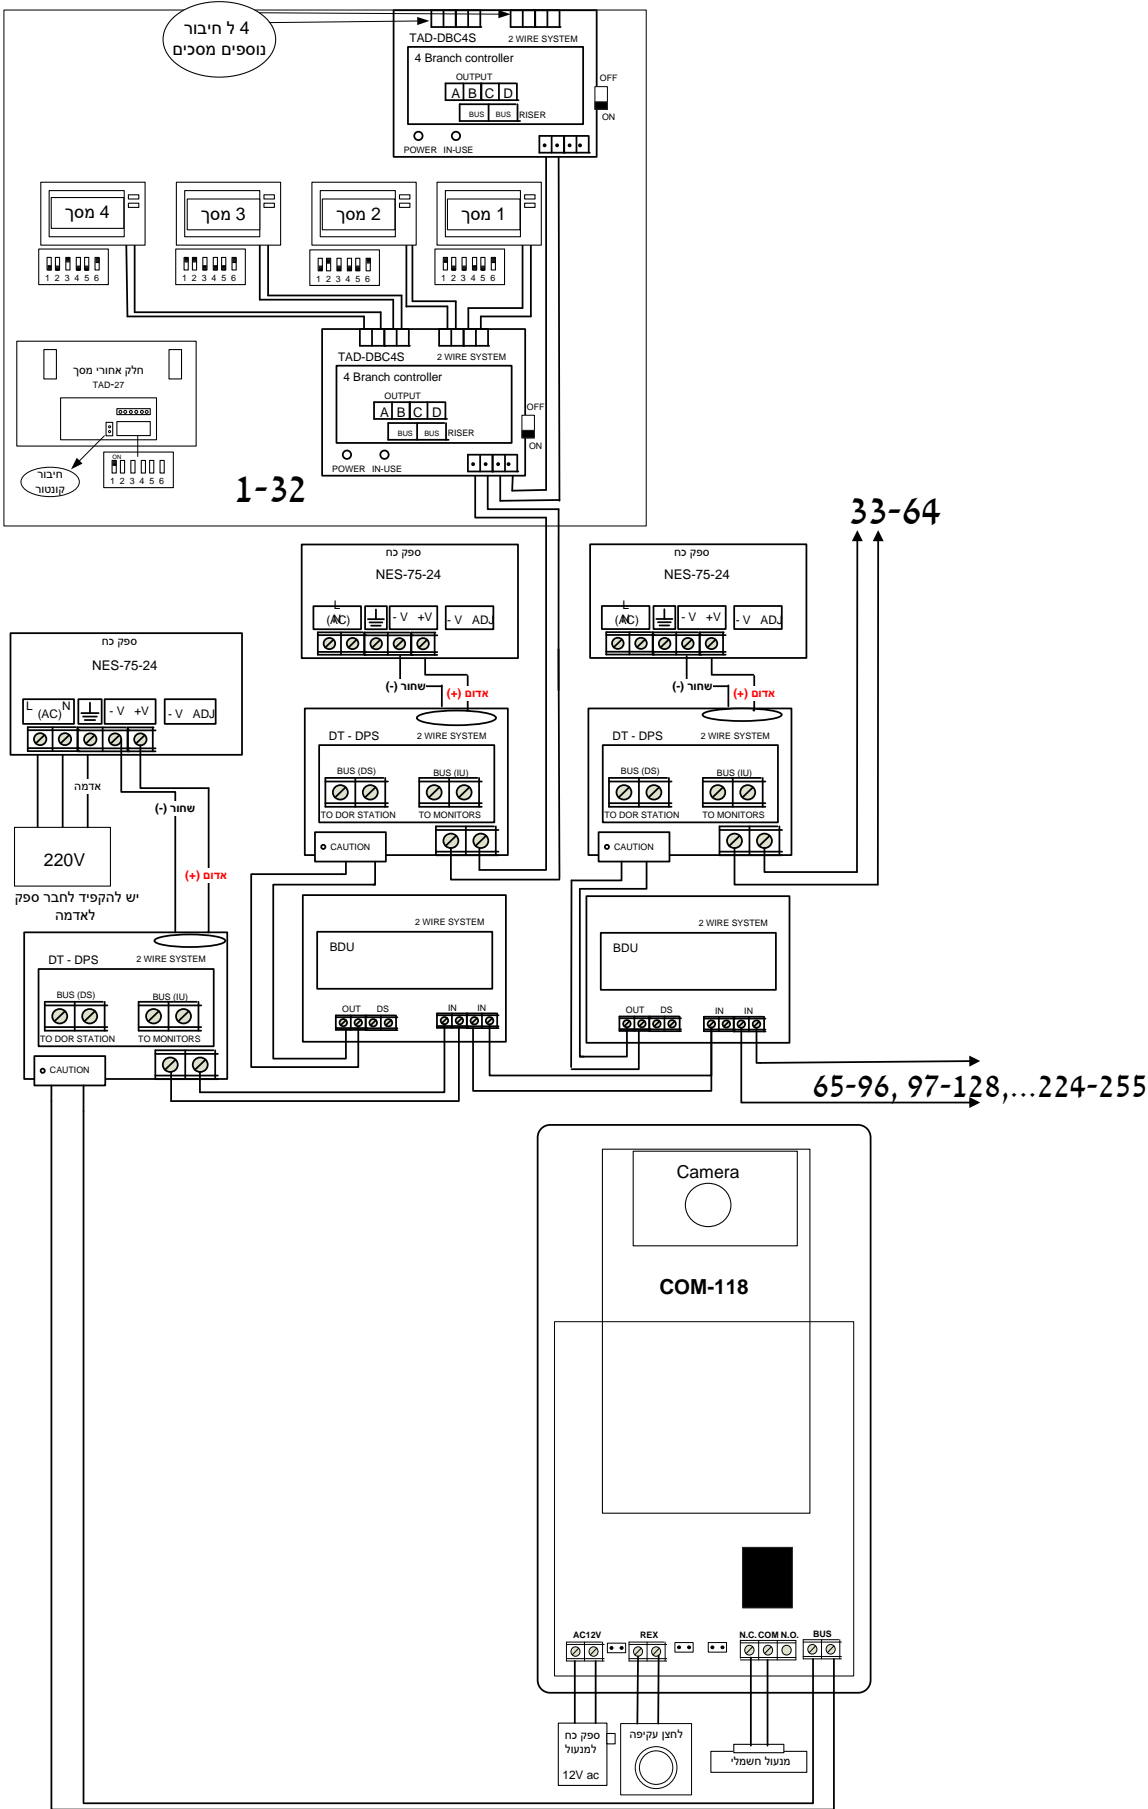 4 ל חיבור
נוספים מסכים
TAD-DBC4S
2 WIRE SYSTEM
4 Branch controller
OUTPUT
A B C D
BUS BUS RISER
POWER IN-USE
OFF
ON
4 מסך
3 מסך
2 מסך
1 מסך
1 2 3 4 5 6
1 2 3 4 5 6
1 2 3 4 5 6
1 2 3 4 5 6
TAD-DBC4S
2 WIRE SYSTEM
4 Branch controller
OUTPUT
A B C D
BUS BUS RISER
POWER IN-USE
OFF
ON
חלק אחורי מסך
TAD-27
ON
1 2 3 4 5 6
חיבור
קונטור
1-32
33-64
ספק כח
NES-75-24
L
N
(AC)
- V +V
- V ADJ
שחור (-)
אדום (+)
ספק כח
NES-75-24
L
N
(AC)
- V +V
- V ADJ
שחור (-)
אדום (+)
ספק כח
NES-75-24
L (AC) N
- V +V
- V ADJ
אדמה
שחור (-)
אדום (+)
220V
יש להקפיד לחבר ספק
לאדמה
DT - DPS
2 WIRE SYSTEM
BUS (DS)
BUS (IU)
TO DOR STATION
TO MONITORS
CAUTION
DT - DPS
2 WIRE SYSTEM
BUS (DS)
BUS (IU)
TO DOR STATION
TO MONITORS
CAUTION
DT - DPS
2 WIRE SYSTEM
BUS (DS)
BUS (IU)
TO DOR STATION
TO MONITORS
CAUTION
2 WIRE SYSTEM
BDU
OUT DS
IN IN
2 WIRE SYSTEM
BDU
OUT DS
IN IN
65-96, 97-128,...224-255
Camera
COM-118
AC12V
REX
N.C. COM N.O.
BUS
ספק כח
למנעול
12V ac
לחצן עקיפה
מנעול חשמלי